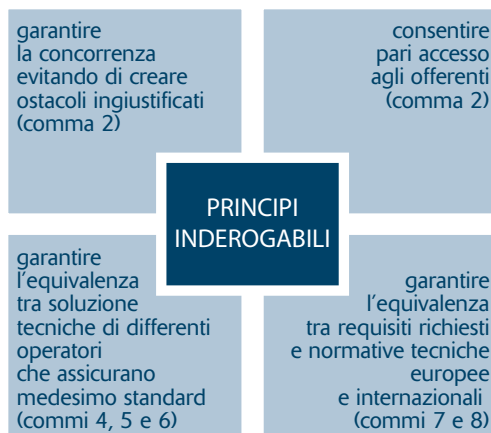 garantire
la concorrenza
evitando di creare
ostacoli ingiustificati
(comma 2)
consentire
pari accesso
agli offerenti
(comma 2)
PRINCIPI
INDEROGABILI
garantire
l'equivalenza
tra soluzione
tecniche di differenti
operatori
che assicurano
medesimo standard
(commi 4, 5 e 6)
garantire
l'equivalenza
tra requisiti richiesti
e normative tecniche
europee
e internazionali
(commi 7 e 8)